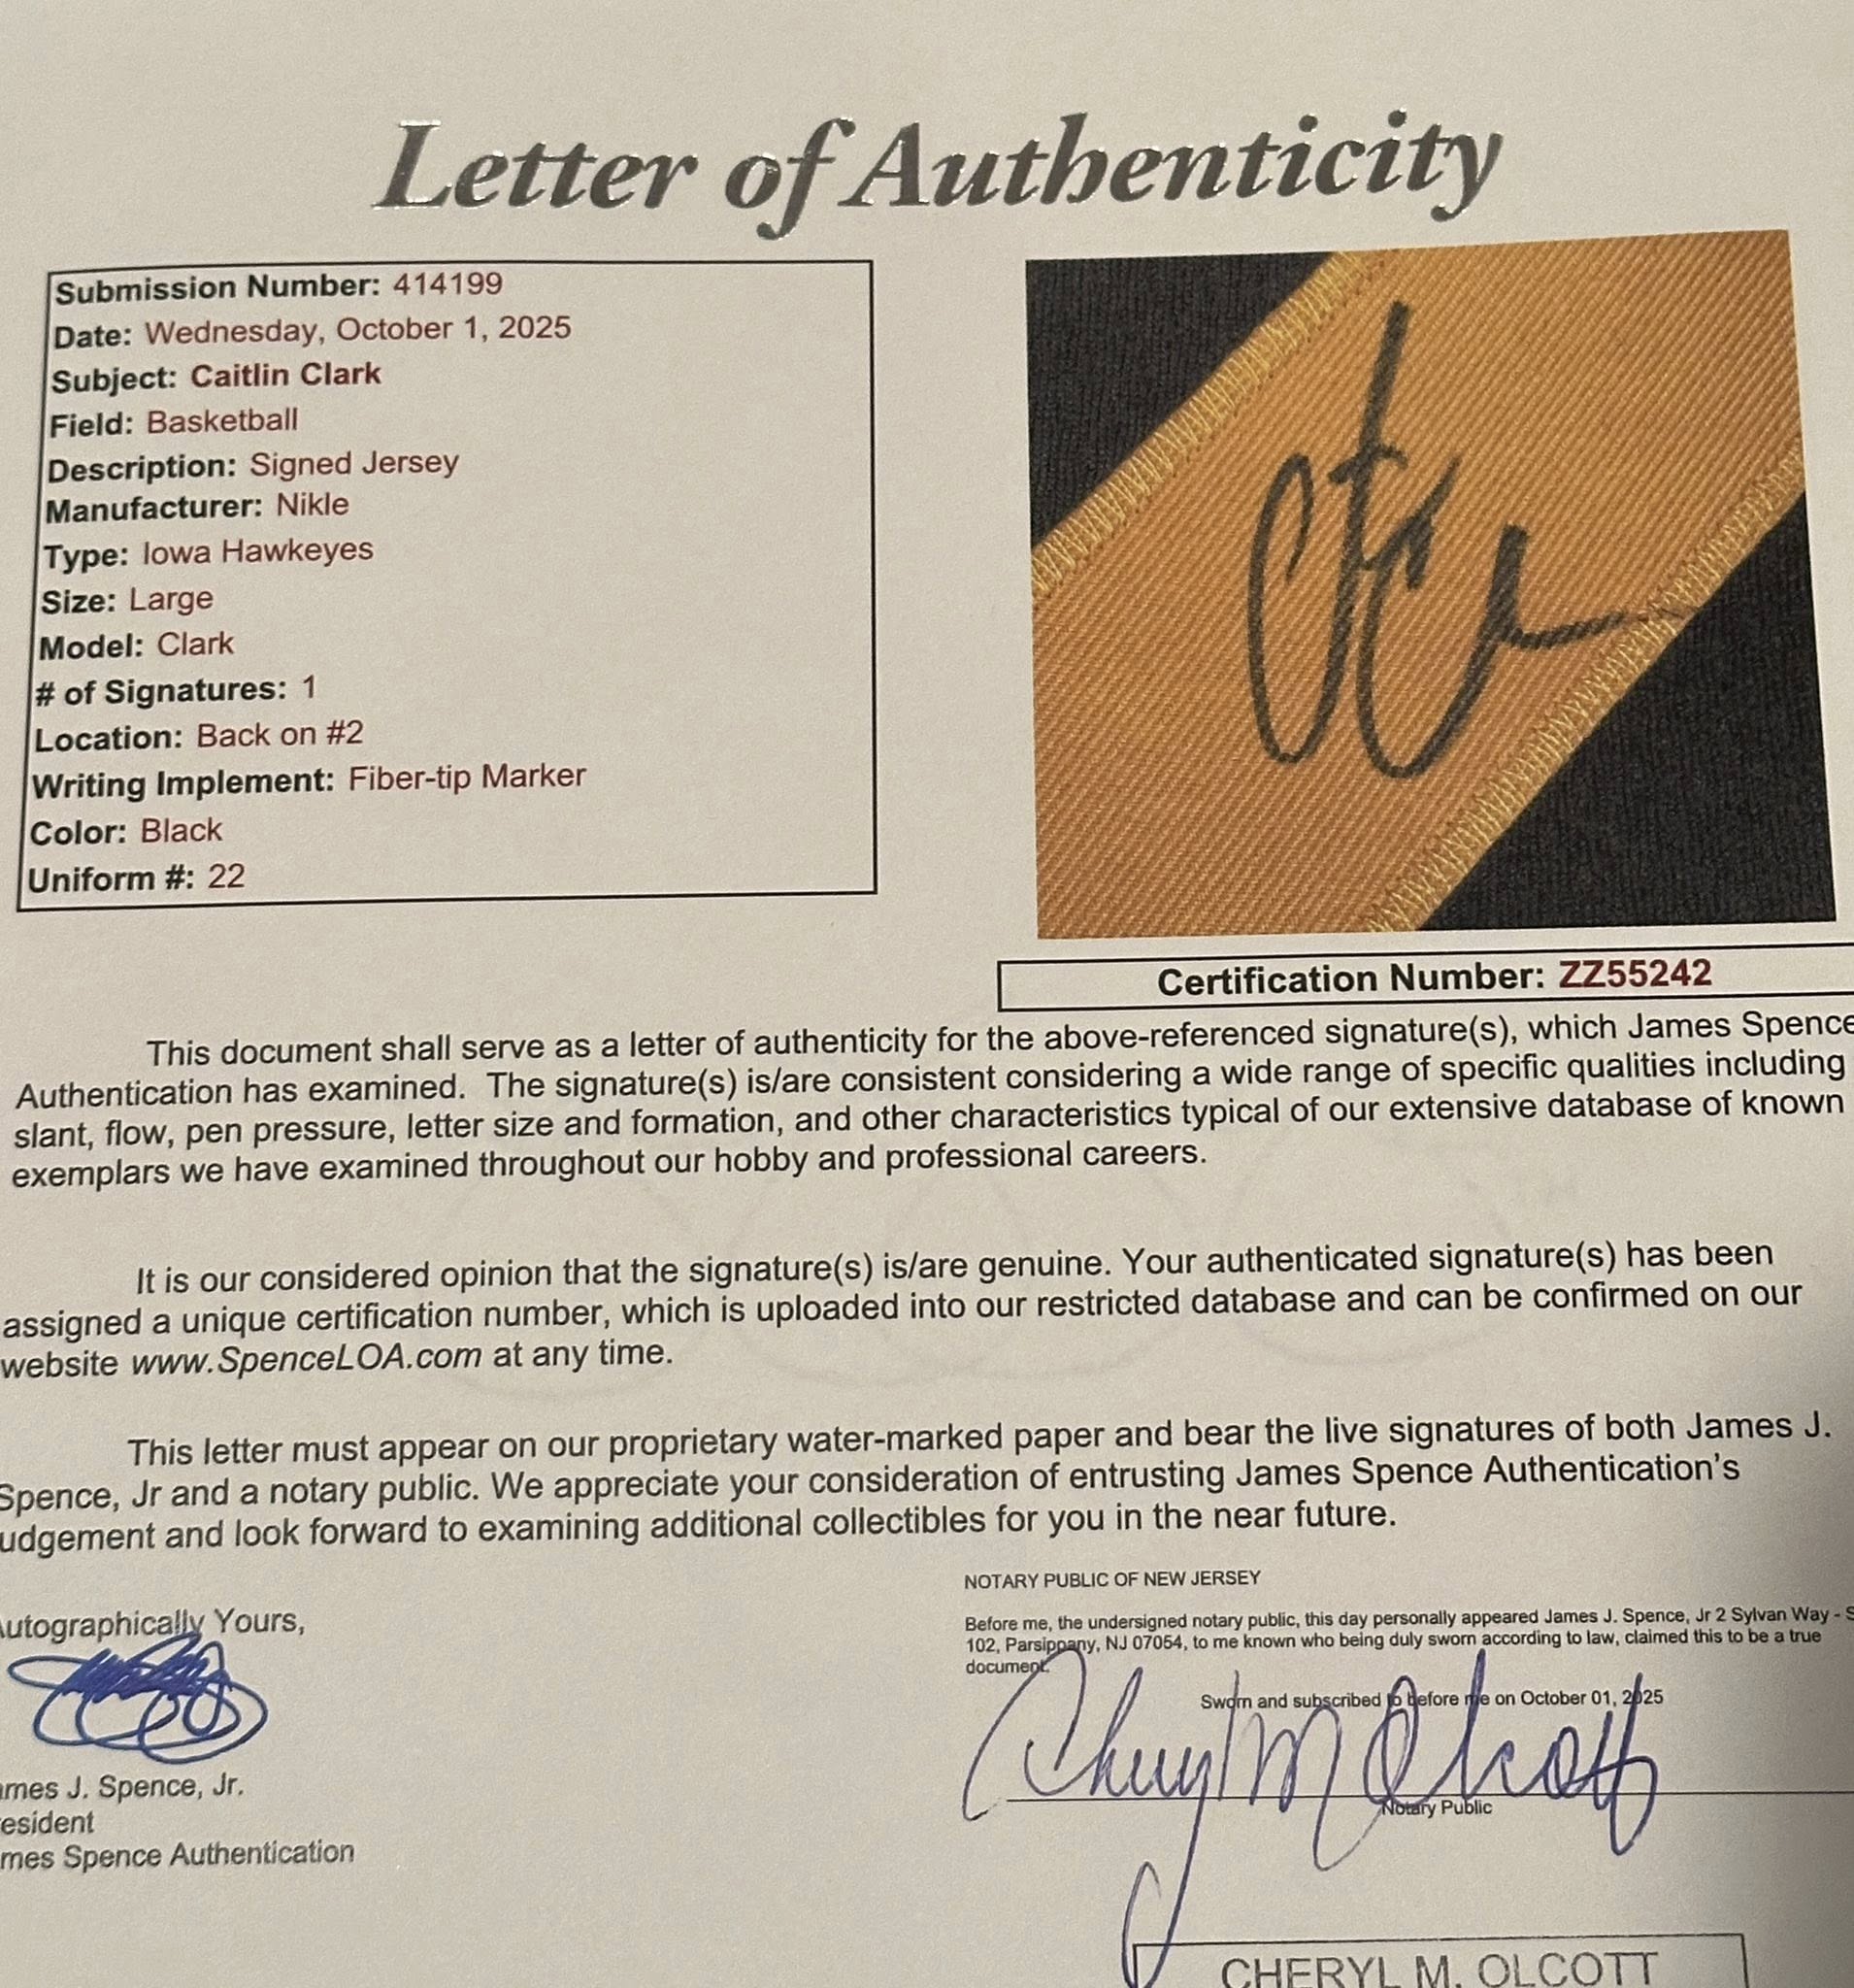 Letter of Authenticity
Submission Number: 414199
Date: Wednesday, October 1, 2025
Subject: Caitlin Clark
Field: Basketball
Description: Signed Jersey
Manufacturer: Nikle
Type: Iowa Hawkeyes
Size: Large
Model: Clark
# of Signatures: 1
Location: Back on #2
Writing Implement: Fiber-tip Marker
Color: Black
Uniform #: 22
Certification Number: ZZ55242
This document shall serve as a letter of authenticity for the above-referenced signature(s), which James Spence
Authentication has examined. The signature(s) is/are consistent considering a wide range of specific qualities including
slant, flow, pen pressure, letter size and formation, and other characteristics typical of our extensive database of known
exemplars we have examined throughout our hobby and professional careers.
It is our considered opinion that the signature(s) is/are genuine. Your authenticated signature(s) has been
assigned a unique certification number, which is uploaded into our restricted database and can be confirmed on our
website www.SpenceLOA.com at any time.
This letter must appear on our proprietary water-marked paper and bear the live signatures of both James J.
Spence, Jr and a notary public. We appreciate your consideration of entrusting James Spence Authentication's
udgement and look forward to examining additional collectibles for you in the near future.
utographically Yours,
ames J. Spence, Jr.
esident
mes Spence Authentication
NOTARY PUBLIC OF NEW JERSEY
Before me, the undersigned notary public, this day personally appeared James J. Spence, Jr 2 Sylvan Way - S
102, Parsippany, NJ 07054, to me known who being duly sworn according to law, claimed this to be a true
document.
Sworn and subscribed to before me on October 01, 2025
Cheryl M Olcott
Notary Public
CHERYL M. OLCOTT